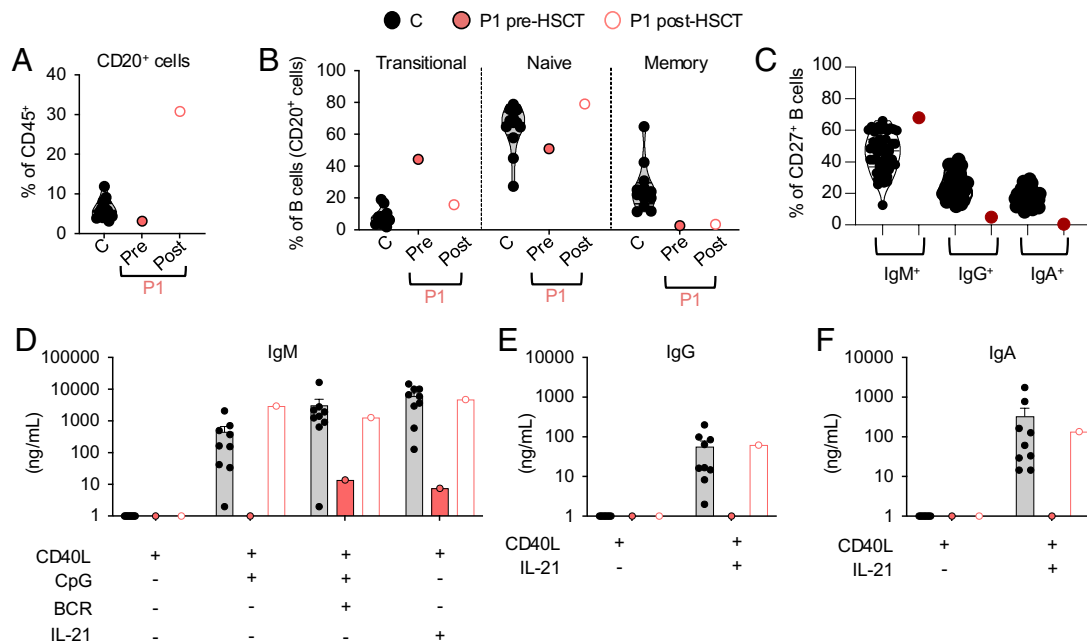 C P1 pre-HSCT P1 post-HSCT
A
CD20⁺ cells
% of CD45⁺
40
30
20
10
0
C Pre Post
P1
B
Transitional Naive Memory
% of B cells (CD20⁺ cells)
100
80
60
40
20
0
C Pre Post C Pre Post C Pre Post
P1 P1 P1
C
% of CD27⁺ B cells
100
80
60
40
20
0
IgM⁺ IgG⁺ IgA⁺
D
IgM
(ng/mL)
100000
10000
1000
100
10
1
CD40L + + + +
CpG - + + -
BCR - - + -
IL-21 - - - +
E
IgG
(ng/mL)
10000
1000
100
10
1
CD40L + +
IL-21 - +
F
IgA
(ng/mL)
10000
1000
100
10
1
CD40L + +
IL-21 - +